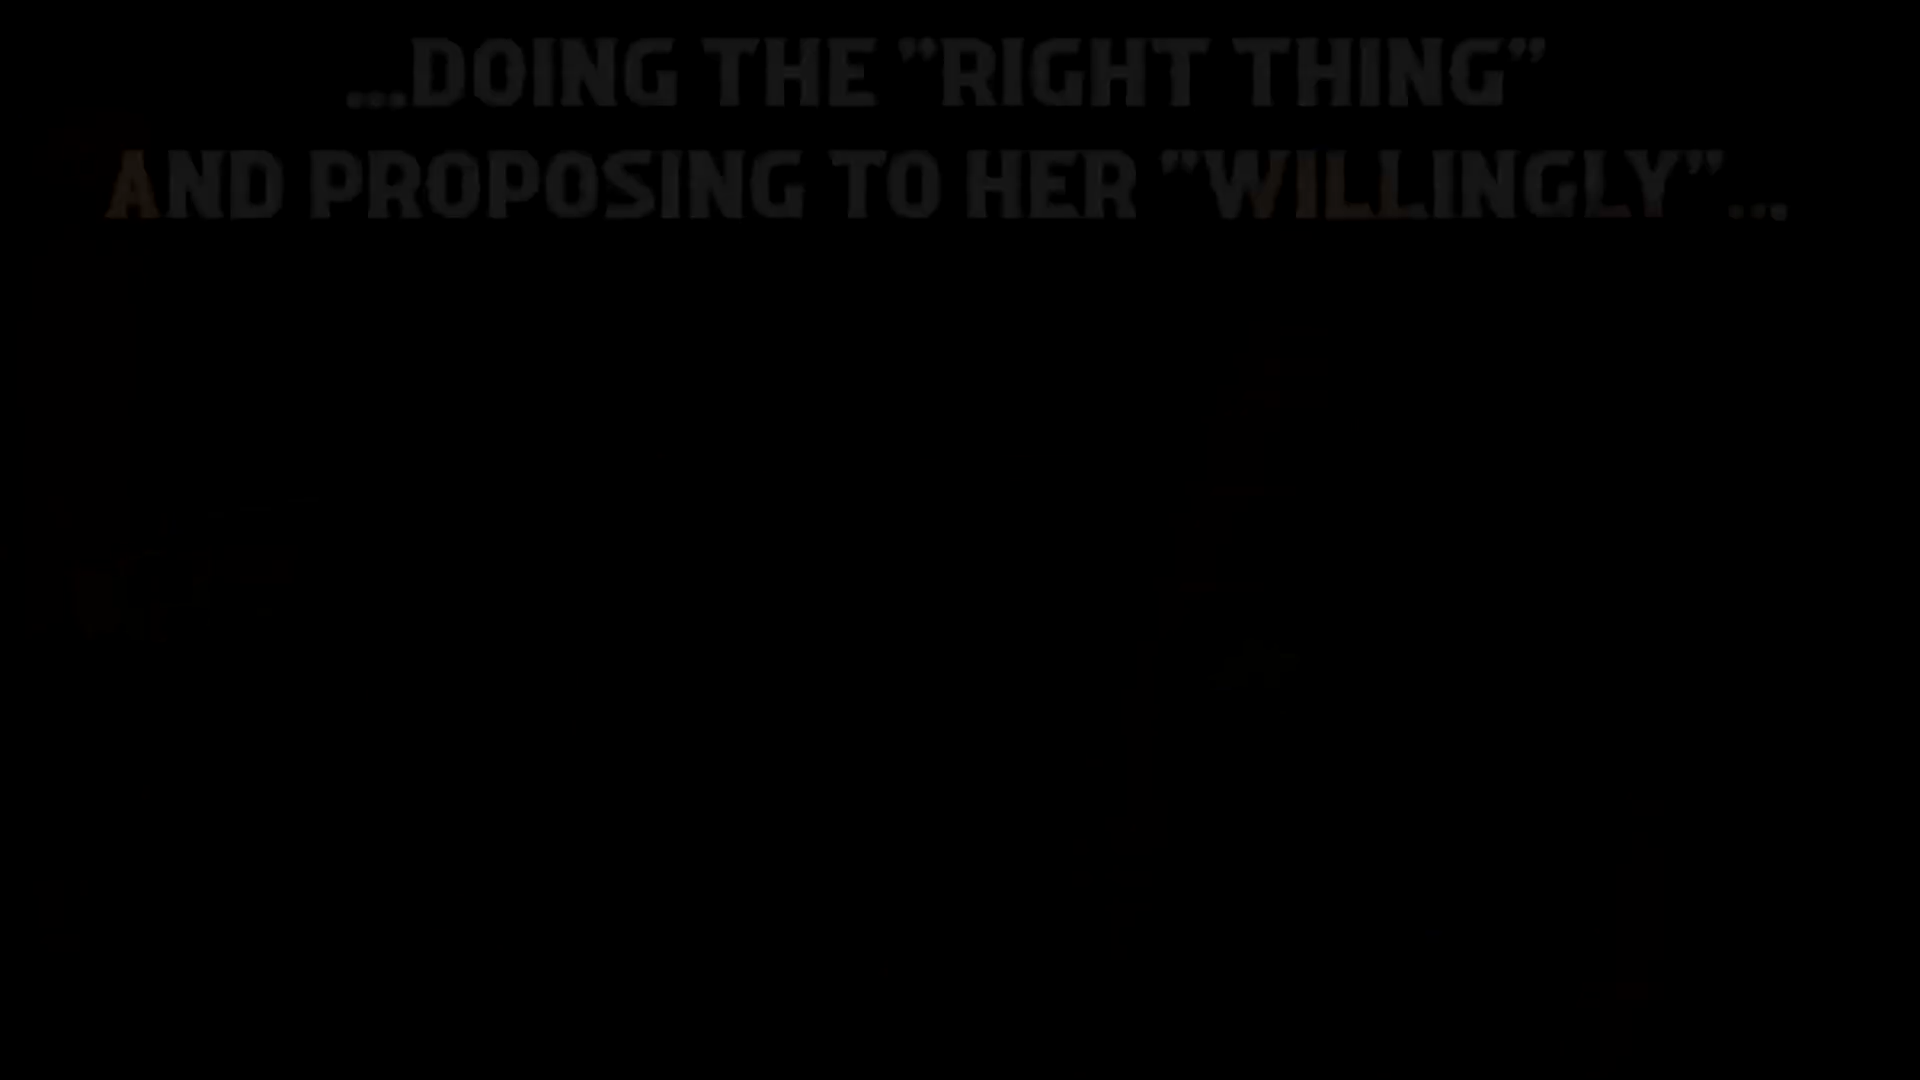 ...DOING THE "RIGHT THING"
AND PROPOSING TO HER "WILLINGLY"...